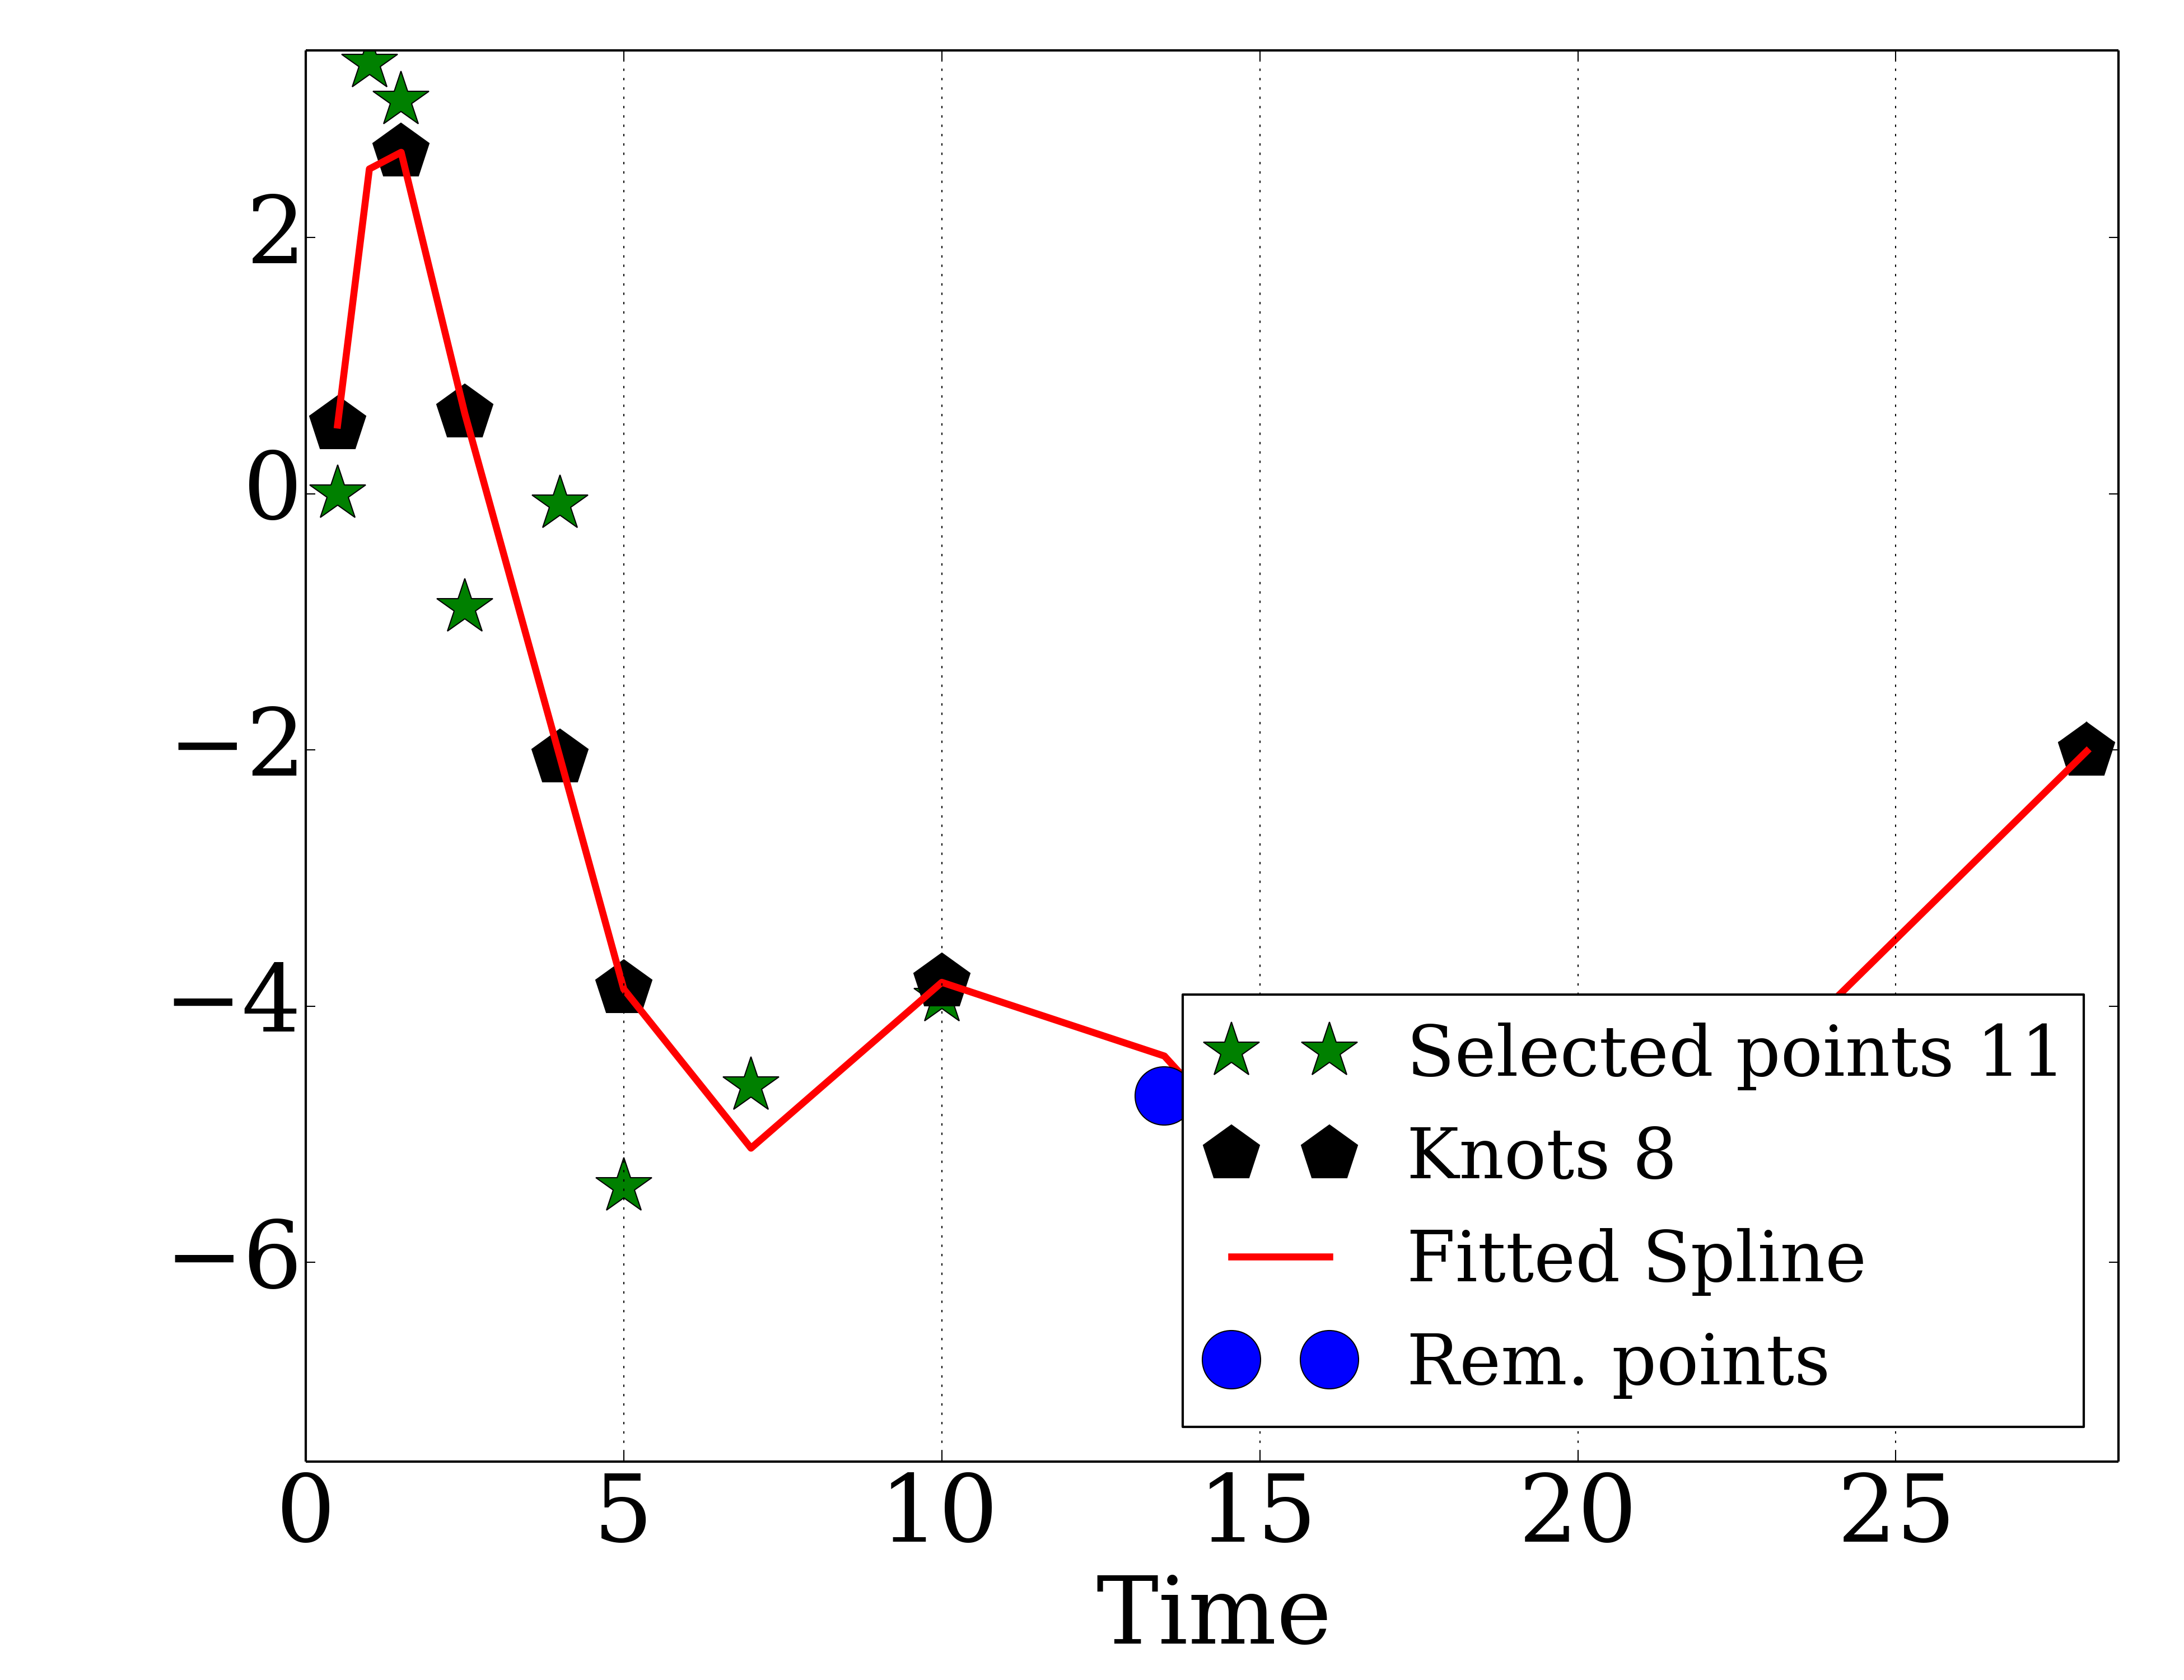 2
0
−2
−4
−6
0 5 10 15 20 25
Time
Selected points 11
Knots 8
Fitted Spline
Rem. points